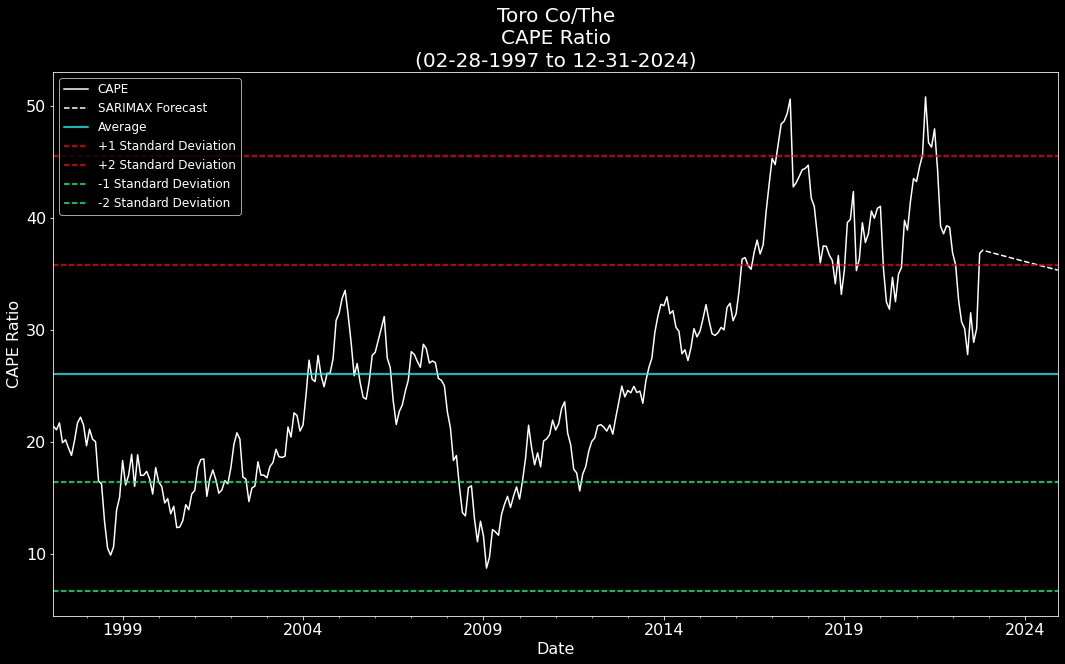 Toro Co/The
CAPE Ratio
(02-28-1997 to 12-31-2024)
CAPE
SARIMAX Forecast
Average
+1 Standard Deviation
+2 Standard Deviation
-1 Standard Deviation
-2 Standard Deviation
50
40
30
20
10
CAPE Ratio
1999 2004 2009 2014 2019 2024
Date